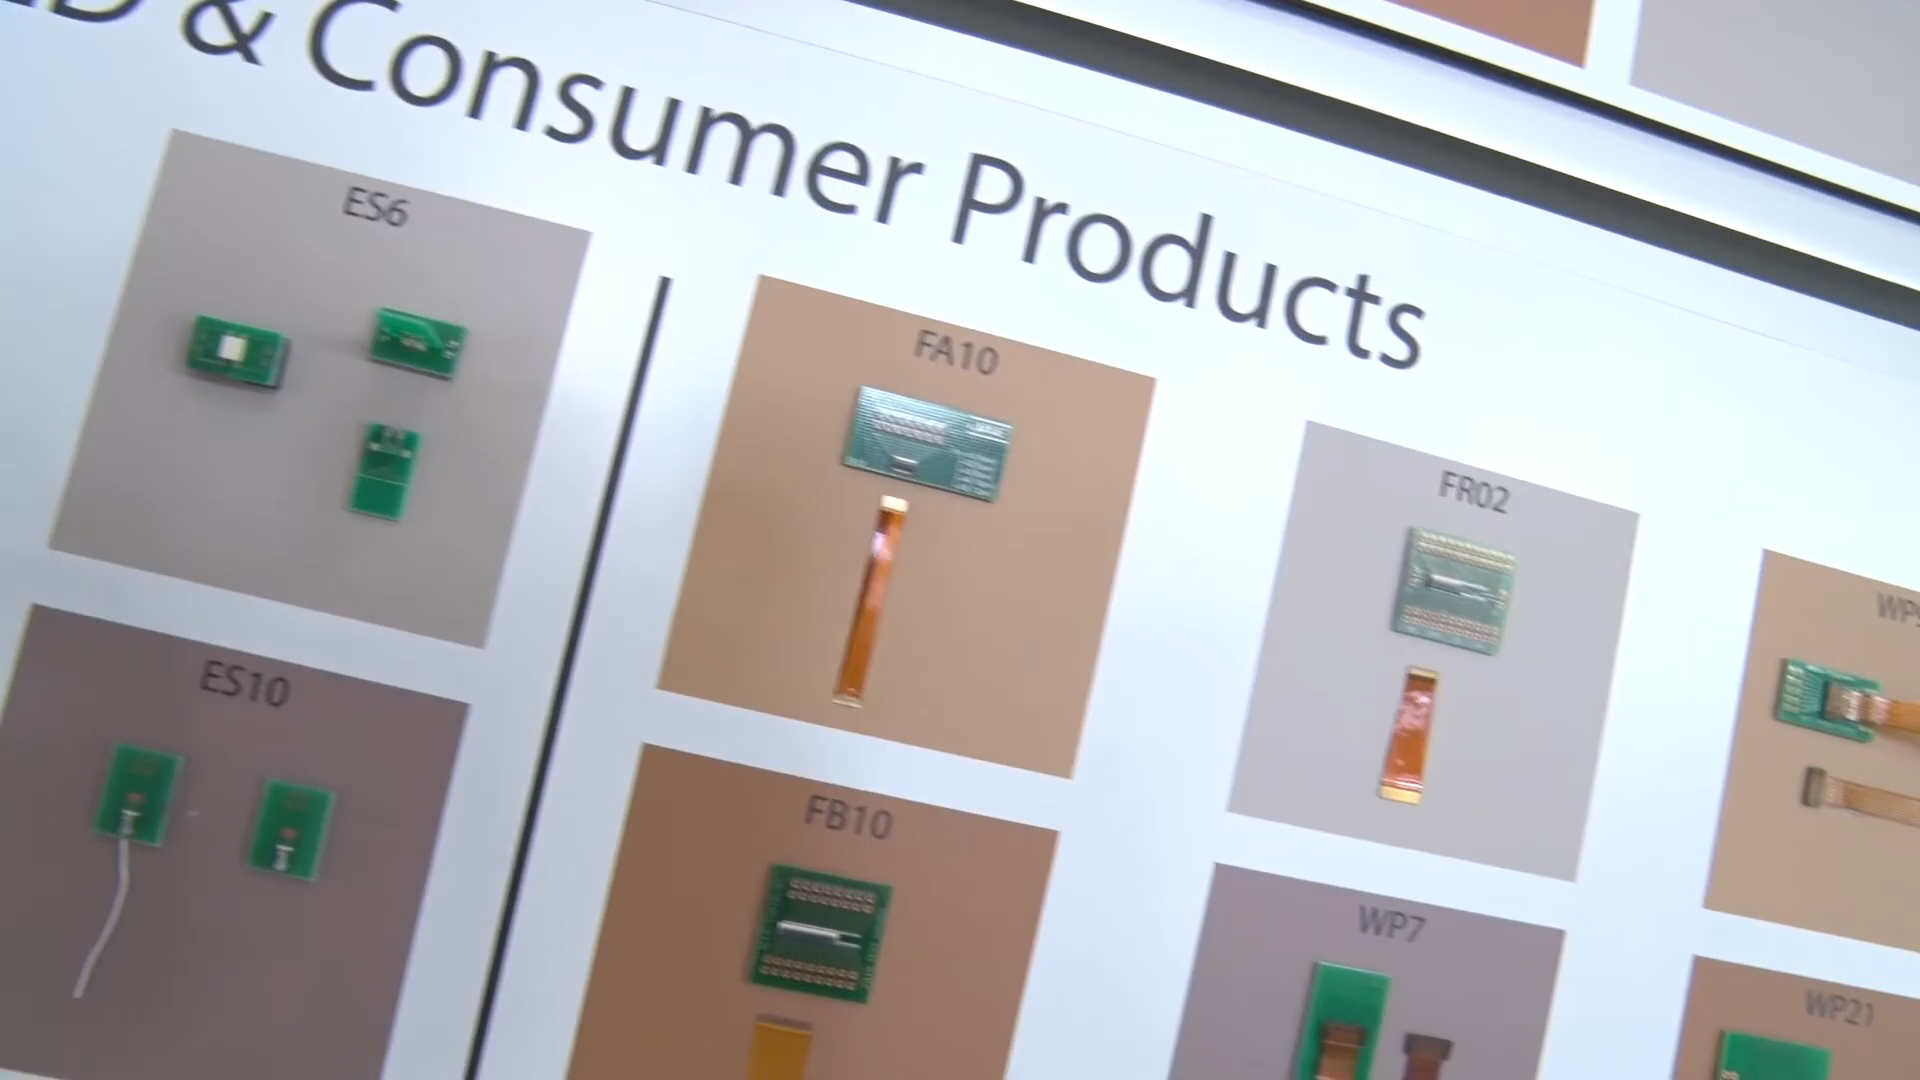 & Consumer Products
ES6
FA10
FR02
ES10
FB10
WP7
WP21